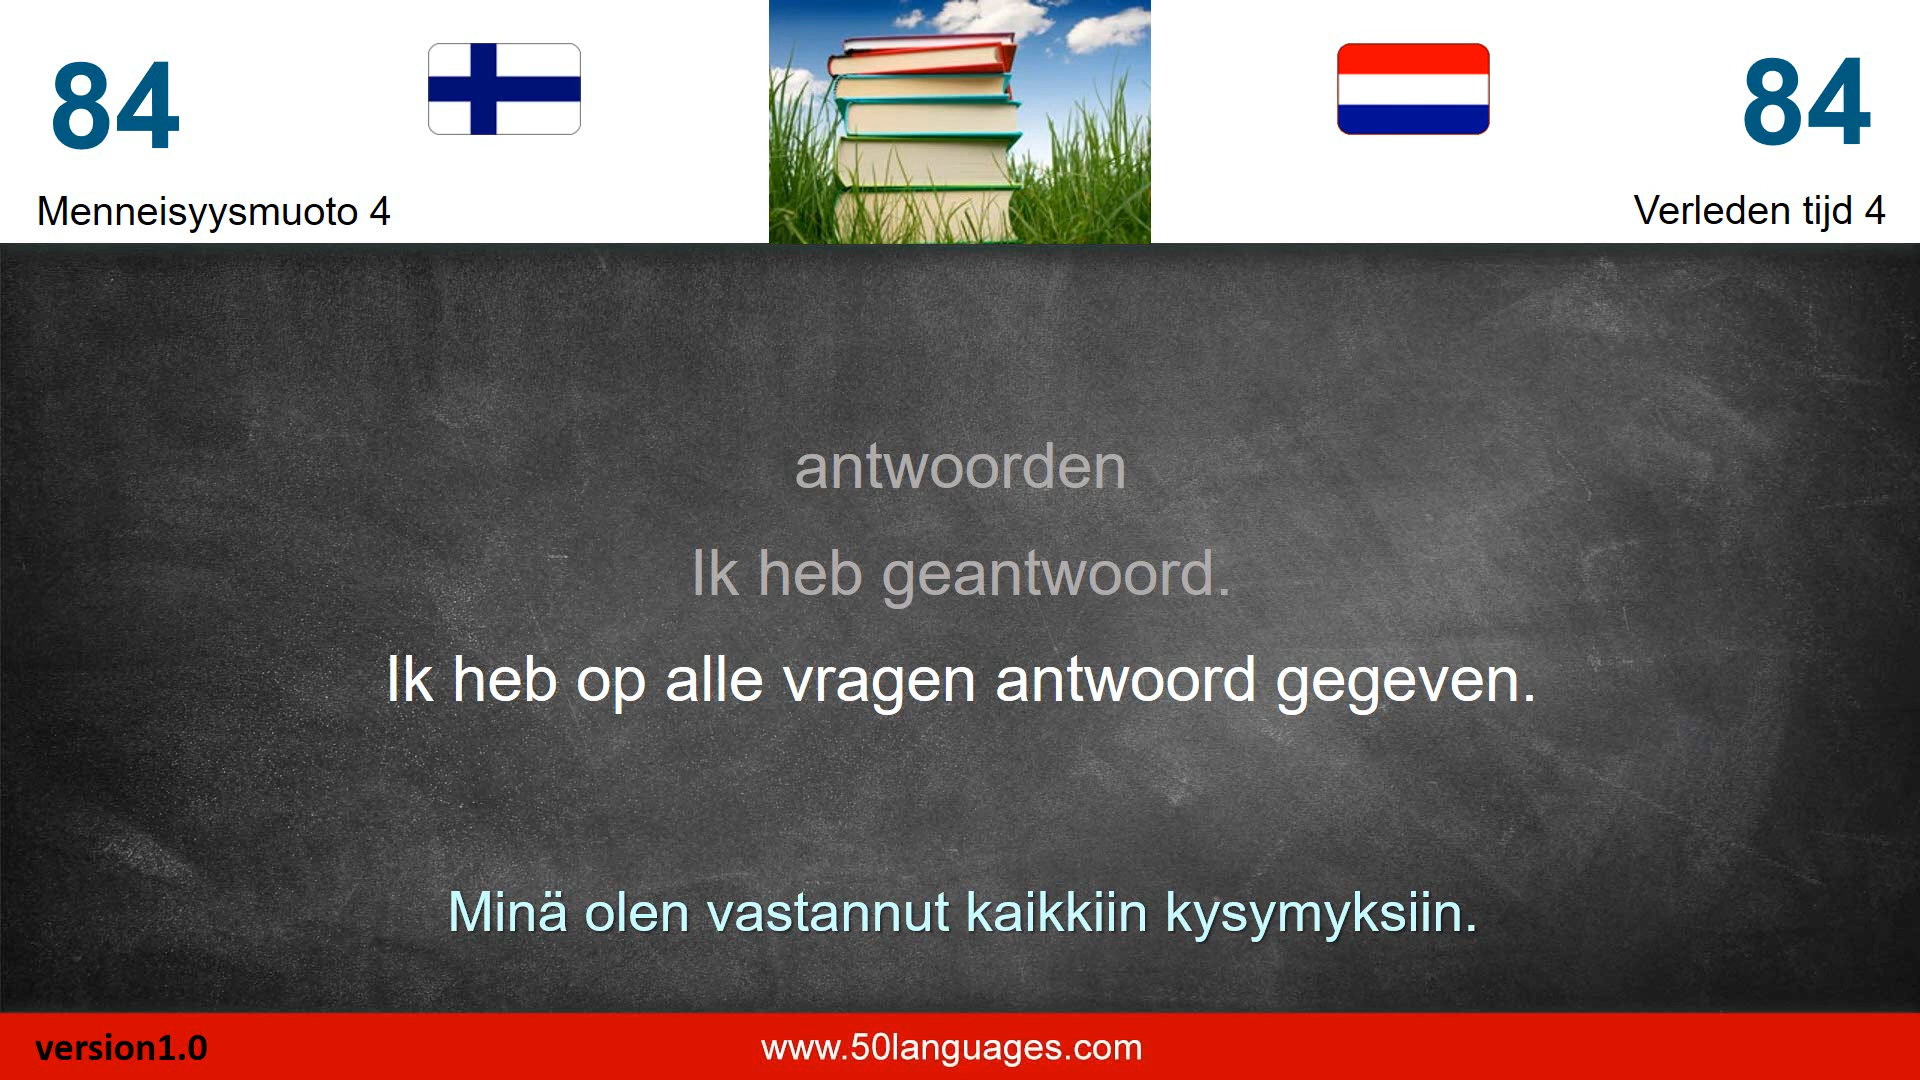 84
84
Menneisyysmuoto 4
Verleden tijd 4
antwoorden
Ik heb geantwoord.
Ik heb op alle vragen antwoord gegeven.
Minä olen vastannut kaikkiin kysymyksiin.
version1.0
www.50languages.com